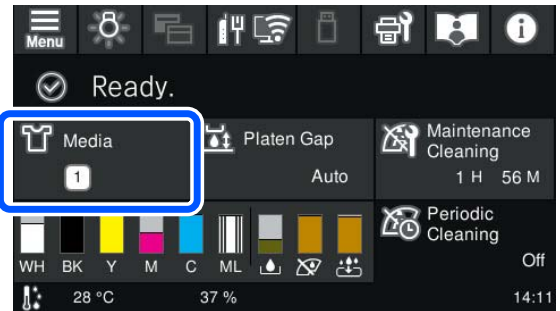 Menu
Ready.
Media
1
Platen Gap
Auto
Maintenance
Cleaning
1 H 56 M
WH BK Y M C ML
Periodic
Cleaning
Off
28 °C 37 % 14:11